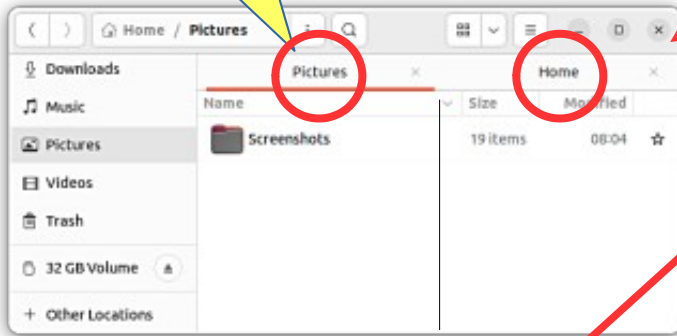 Home / Pictures
Downloads
Music
Pictures
Videos
Trash
32 GB Volume
+ Other Locations
Pictures
Home
Name
Size
Modified
Screenshots
19 items
08:04